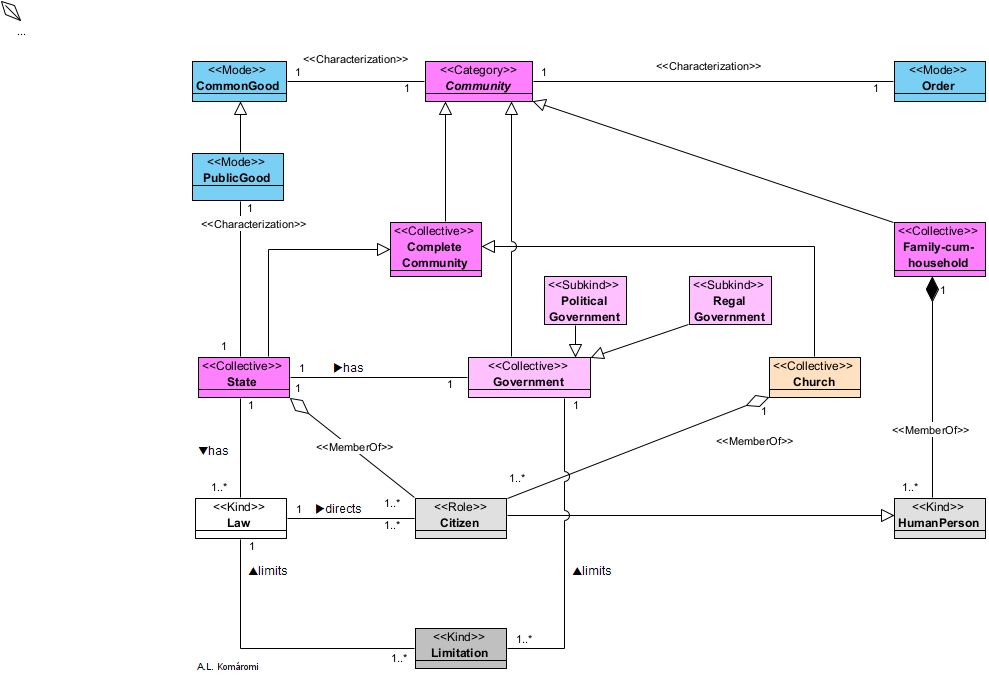 ...
<<Characterization>>
<<Mode>>
CommonGood
1
1
<<Category>>
Community
1
<<Characterization>>
1
<<Mode>>
Order
<<Mode>>
PublicGood
1
<<Characterization>>
<<Collective>>
Complete
Community
<<Collective>>
Family-cum-
household
1
<<Subkind>>
Political
Government
<<Subkind>>
Regal
Government
1
<<Collective>>
State
1
▶has
1
<<Collective>>
Government
<<Collective>>
Church
1
1
1
1
▼has
<<MemberOf>>
<<MemberOf>>
<<MemberOf>>
1..*
1..*
1..*
<<Kind>>
Law
1
▶directs
1..*
1..*
<<Role>>
Citizen
<<Kind>>
HumanPerson
1
▲limits
▲limits
<<Kind>>
Limitation
1..*
1..*
A.L. Komáromi